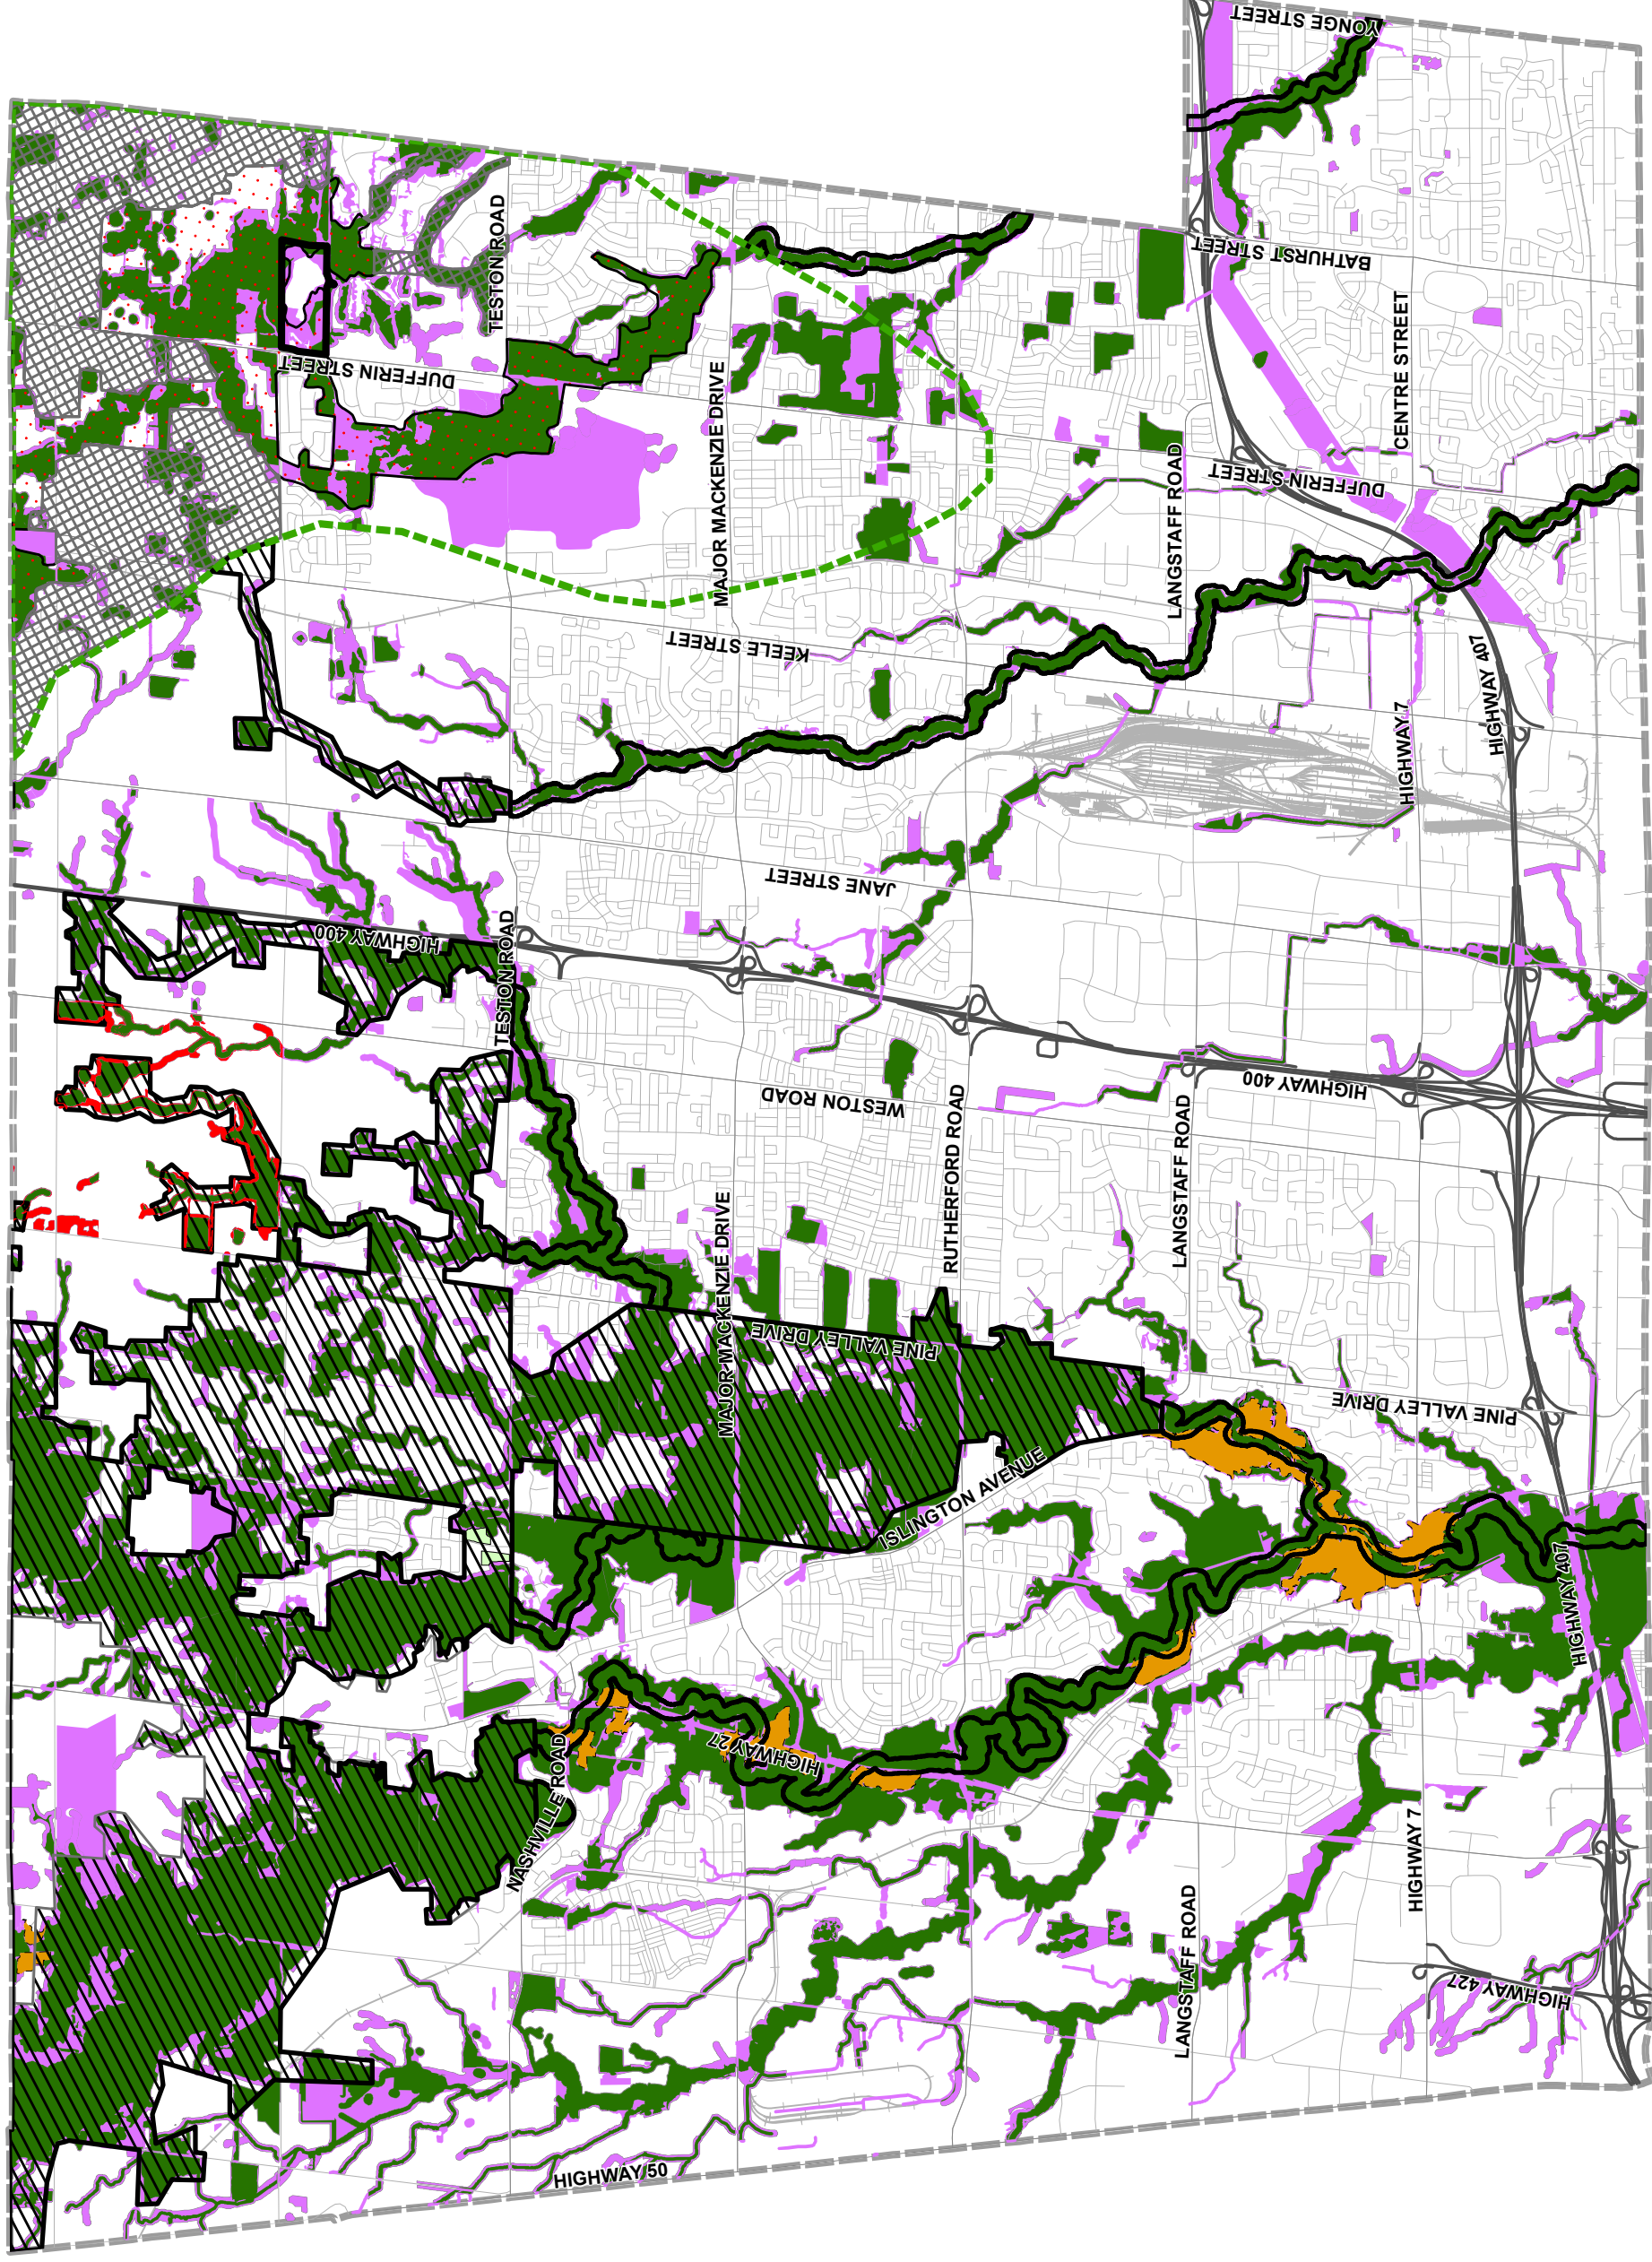 YONGE STREET
BATHURST STREET
TESTON ROAD
DUFFERIN STREET
MAJOR MACKENZIE DRIVE
CENTRE STREET
LANGSTAFF ROAD
DUFFERIN STREET
KEELE STREET
HIGHWAY 407
HIGHWAY 7
JANE STREET
HIGHWAY 400
TESTON ROAD
WESTON ROAD
HIGHWAY 400
RUTHERFORD ROAD
LANGSTAFF ROAD
MAJOR MACKENZIE DRIVE
PINE VALLEY DRIVE
PINE VALLEY DRIVE
ISLINGTON AVENUE
HIGHWAY 407
HIGHWAY 27
NASHVILLE ROAD
HIGHWAY 7
LANGSTAFF ROAD
HIGHWAY 427
HIGHWAY 50